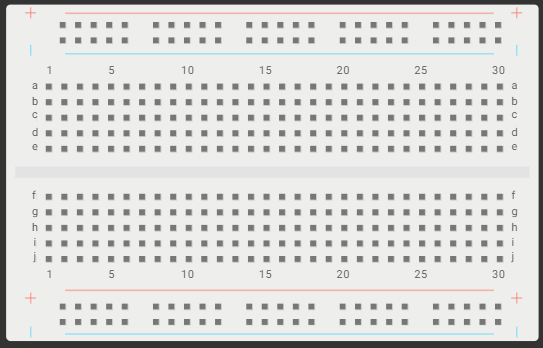 + +
| |
1 5 10 15 20 25 30
a a
b b
c c
d d
e e
f f
g g
h h
i i
j j
1 5 10 15 20 25 30
+ +
| |